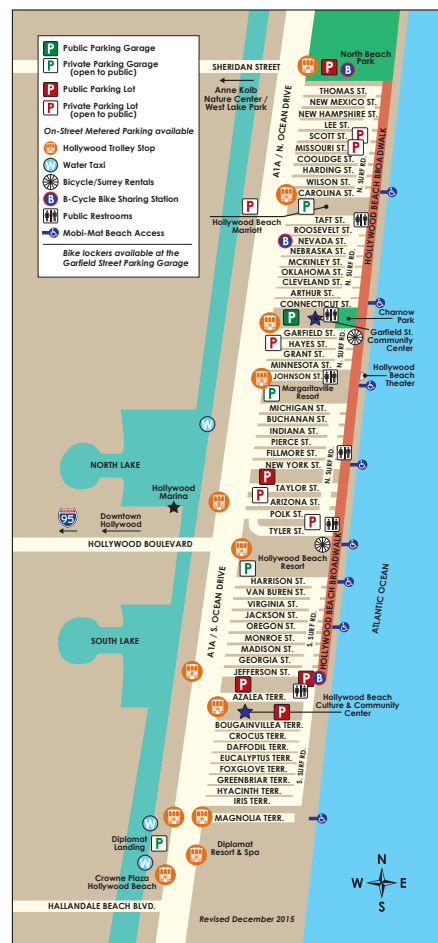 P Public Parking Garage
P Private Parking Garage
(open to public)
P Public Parking Lot
P Private Parking Lot
(open to public)
On-Street Metered Parking available
Hollywood Trolley Stop
W Water Taxi
Bicycle/Surrey Rentals
B B-Cycle Bike Sharing Station
Public Restrooms
Mobi-Mat Beach Access
Bike lockers available at the
Garfield Street Parking Garage
North Beach
Park
P
B
SHERIDAN STREET
Anne Kolb
Nature Center /
West Lake Park
A1A / N. OCEAN DRIVE
THOMAS ST.
NEW MEXICO ST.
NEW HAMPSHIRE ST.
LEE ST.
SCOTT ST.
P
MISSOURI ST.
P
COOLIDGE ST.
HARDING ST.
WILSON ST.
CAROLINA ST.
N. SURF RD.
HOLLYWOOD BEACH BROADWALK
P
P
Hollywood Beach
Marriott
TAFT ST.
ROOSEVELT ST.
B
NEVADA ST.
NEBRASKA ST.
MCKINLEY ST.
OKLAHOMA ST.
CLEVELAND ST.
ARTHUR ST.
CONNECTICUT ST.
N. SURF RD.
P
Charnow
Park
Garfield St.
Community
Center
GARFIELD ST.
P
HAYES ST.
GRANT ST.
MINNESOTA ST.
N. SURF RD.
JOHNSON ST.
Hollywood
Beach
Theater
P
Margaritaville
Resort
MICHIGAN ST.
BUCHANAN ST.
INDIANA ST.
PIERCE ST.
FILLMORE ST.
NEW YORK ST.
N. SURF RD.
W
NORTH LAKE
Hollywood
Marina
P
TAYLOR ST.
P
ARIZONA ST.
POLK ST.
P
TYLER ST.
95
Downtown
Hollywood
HOLLYWOOD BOULEVARD
Hollywood Beach
Resort
P
HARRISON ST.
VAN BUREN ST.
VIRGINIA ST.
JACKSON ST.
OREGON ST.
MONROE ST.
MADISON ST.
GEORGIA ST.
JEFFERSON ST.
S. SURF RD.
HOLLYWOOD BEACH BROADWALK
ATLANTIC OCEAN
A1A / S. OCEAN DRIVE
SOUTH LAKE
P
P
B
AZALEA TERR.
P
Hollywood Beach
Culture & Community
Center
BOUGAINVILLEA TERR.
CROCUS TERR.
DAFFODIL TERR.
EUCALYPTUS TERR.
FOXGLOVE TERR.
GREENBRIAR TERR.
HYACINTH TERR.
IRIS TERR.
S. SURF RD.
MAGNOLIA TERR.
W
Diplomat
Landing
P
Diplomat
Resort & Spa
W
Crowne Plaza
Hollywood Beach
HALLANDALE BEACH BLVD.
Revised December 2015
N
W E
S